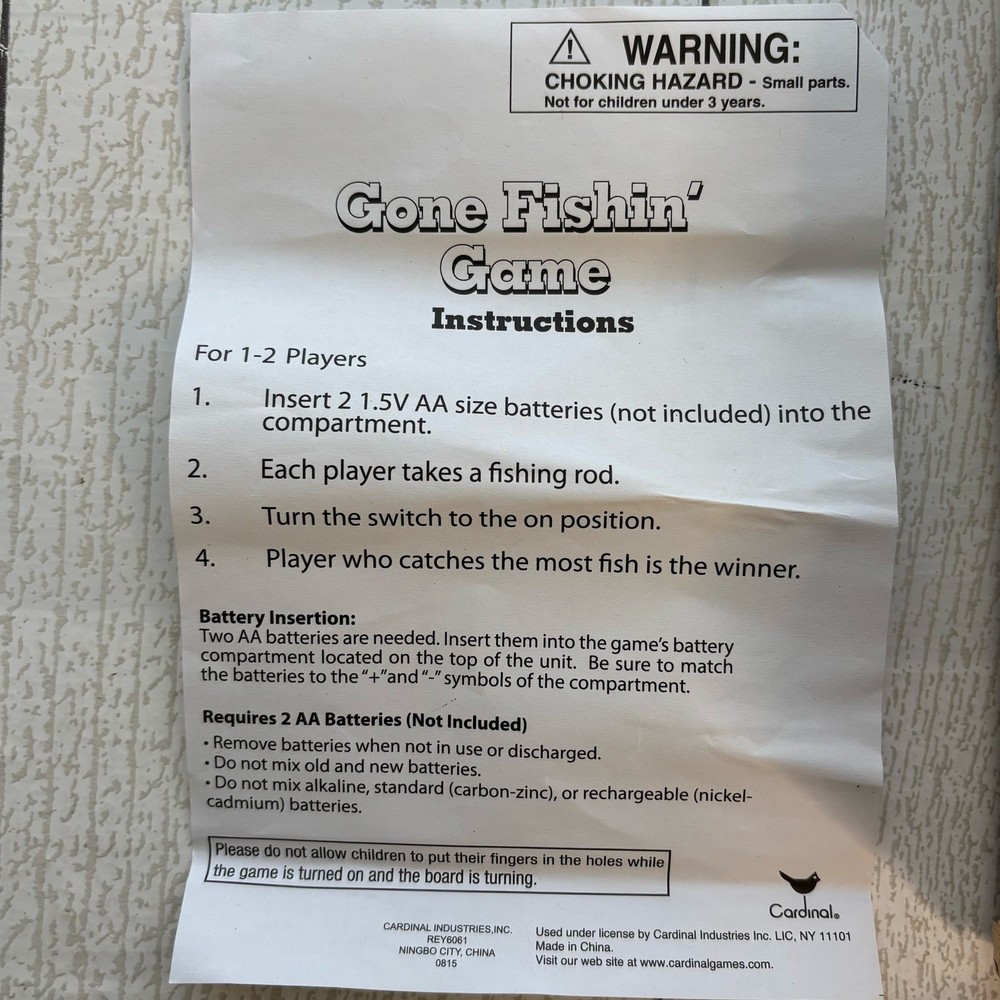 WARNING:
CHOKING HAZARD - Small parts.
Not for children under 3 years.
Gone Fishin'
Game
Instructions
For 1-2 Players
1. Insert 2 1.5V AA size batteries (not included) into the
compartment.
2. Each player takes a fishing rod.
3. Turn the switch to the on position.
4. Player who catches the most fish is the winner.
Battery Insertion:
Two AA batteries are needed. Insert them into the game's battery
compartment located on the top of the unit. Be sure to match
the batteries to the "+"and "-" symbols of the compartment.
Requires 2 AA Batteries (Not Included)
• Remove batteries when not in use or discharged.
• Do not mix old and new batteries.
• Do not mix alkaline, standard (carbon-zinc), or rechargeable (nickel-
cadmium) batteries.
Please do not allow children to put their fingers in the holes while
the game is turned on and the board is turning.
Cardinal®
CARDINAL INDUSTRIES,INC.
REY6061
NINGBO CITY, CHINA
0815
Used under license by Cardinal Industries Inc. LIC, NY 11101
Made in China.
Visit our web site at www.cardinalgames.com.